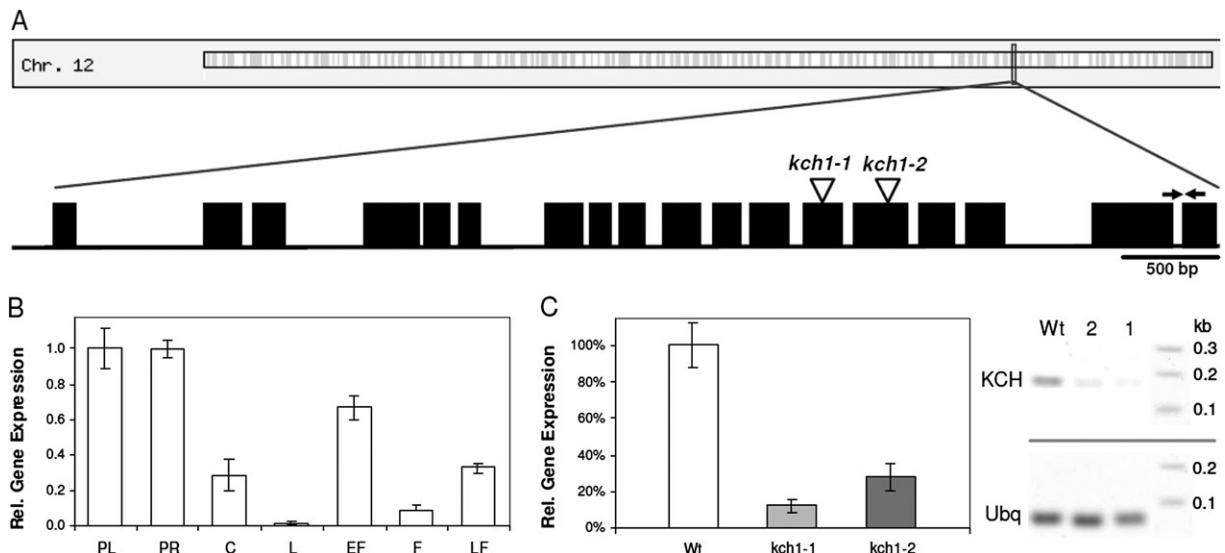 A
Chr. 12
kch1-1 kch1-2
500 bp
B
Rel. Gene Expression
1.0
0.8
0.6
0.4
0.2
0.0
PL PR C L EF F LF
C
Rel. Gene Expression
100%
80%
60%
40%
20%
0%
Wt kch1-1 kch1-2
Wt 2 1 kb
KCH
0.3
0.2
0.1
Ubq
0.2
0.1